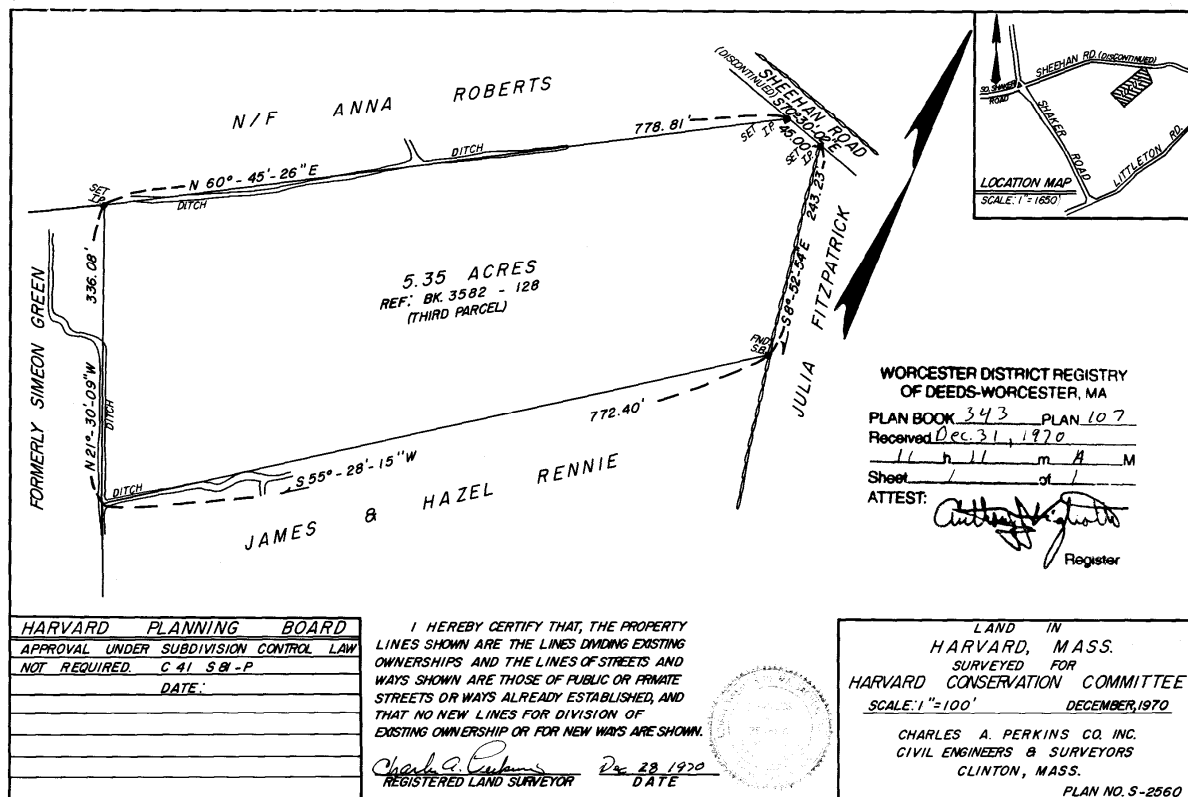 N/F ANNA ROBERTS
(DISCONTINUED)
SHEEHAN ROAD
S70°-30'-02"E
45.00'
SET I.P.
SET I.P.
778.81'
DITCH
N 60°-45'-26"E
DITCH
SET I.P.
336.08'
FORMERLY SIMEON GREEN
N21°-30'-09"W
DITCH
5.35 ACRES
REF: BK. 3582 - 128
(THIRD PARCEL)
243.23'
S8°-52'-54"E
JULIA FITZPATRICK
FND. S.B.
772.40'
S 55°-28'-15"W
DITCH
JAMES & HAZEL RENNIE
SHEEHAN RD. (DISCONTINUED)
SO. SHAKER ROAD
SHAKER ROAD
LITTLETON RD.
LOCATION MAP
SCALE: 1"=1650'
WORCESTER DISTRICT REGISTRY
OF DEEDS-WORCESTER, MA
PLAN BOOK 343 PLAN 107
Received Dec. 31, 1970
11 h 11 m A M
Sheet 1 of 1
ATTEST:
Register
HARVARD PLANNING BOARD
APPROVAL UNDER SUBDIVISION CONTROL LAW
NOT REQUIRED. C 41 S 81-P
DATE:
I HEREBY CERTIFY THAT, THE PROPERTY
LINES SHOWN ARE THE LINES DIVIDING EXISTING
OWNERSHIPS AND THE LINES OF STREETS AND
WAYS SHOWN ARE THOSE OF PUBLIC OR PRIVATE
STREETS OR WAYS ALREADY ESTABLISHED, AND
THAT NO NEW LINES FOR DIVISION OF
EXISTING OWNERSHIP OR FOR NEW WAYS ARE SHOWN.
Charles A. Perkins Dec 28 1970
REGISTERED LAND SURVEYOR DATE
LAND IN
HARVARD, MASS.
SURVEYED FOR
HARVARD CONSERVATION COMMITTEE
SCALE: 1"=100' DECEMBER, 1970
CHARLES A. PERKINS CO. INC.
CIVIL ENGINEERS & SURVEYORS
CLINTON, MASS.
PLAN NO. S-2560